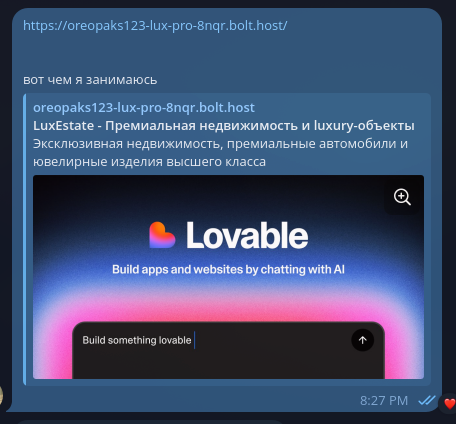 https://oreopaks123-lux-pro-8nqr.bolt.host/
вот чем я занимаюсь
oreopaks123-lux-pro-8nqr.bolt.host
LuxEstate - Премиальная недвижимость и luxury-объекты
Эксклюзивная недвижимость, премиальные автомобили и
ювелирные изделия высшего класса
Lovable
Build apps and websites by chatting with AI
Build something lovable
8:27 PM